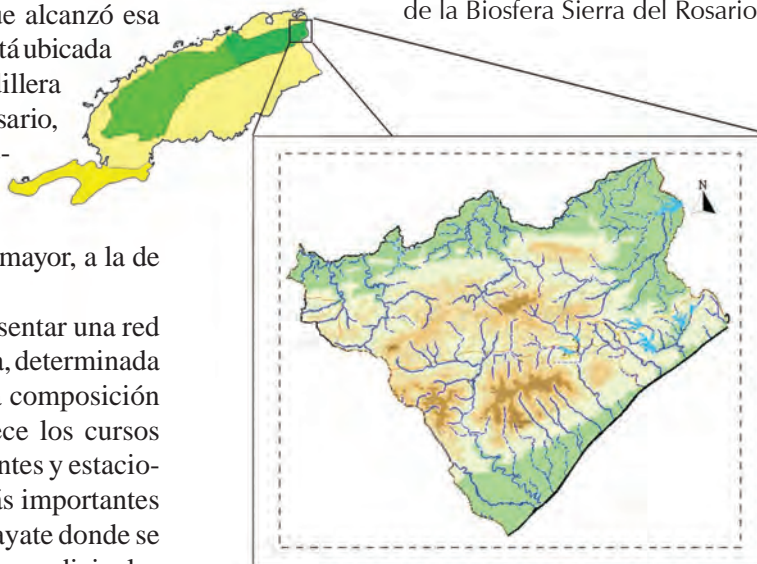 ue alcanzó esa
tá ubicada
dillera
sario,
-
mayor, a la de
sentar una red
a, determinada
a composición
ece los cursos
ntes y estacio-
ás importantes
ayate donde se
de la Biosfera Sierra del Rosario
N